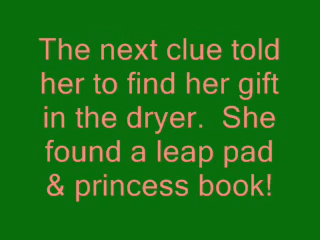 The next clue told
her to find her gift
in the dryer.  She
found a leap pad
& princess book!